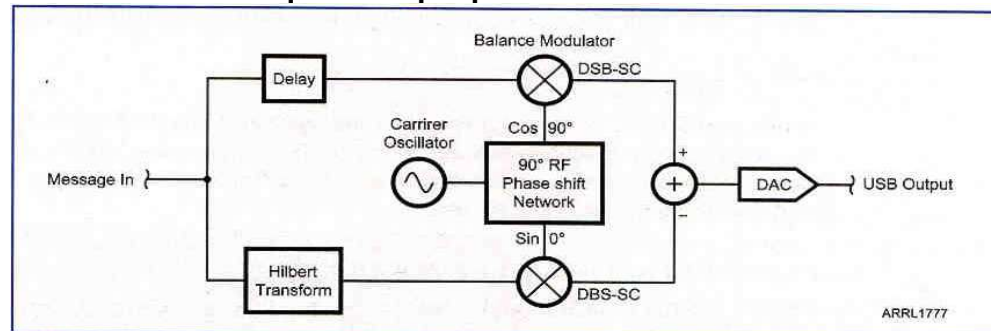 Balance Modulator
DSB-SC
Delay
Cos 90°
Carrirer
Oscillator
90° RF
Phase shift
Network
Message In
+
+
−
DAC
USB Output
Sin 0°
Hilbert
Transform
DBS-SC
ARRL1777